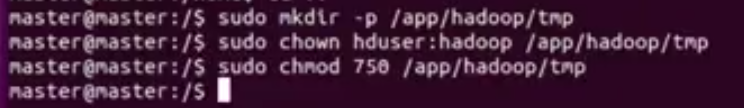 master@master:/$ sudo mkdir -p /app/hadoop/tmp
master@master:/$ sudo chown hduser:hadoop /app/hadoop/tmp
master@master:/$ sudo chmod 750 /app/hadoop/tmp
master@master:/$